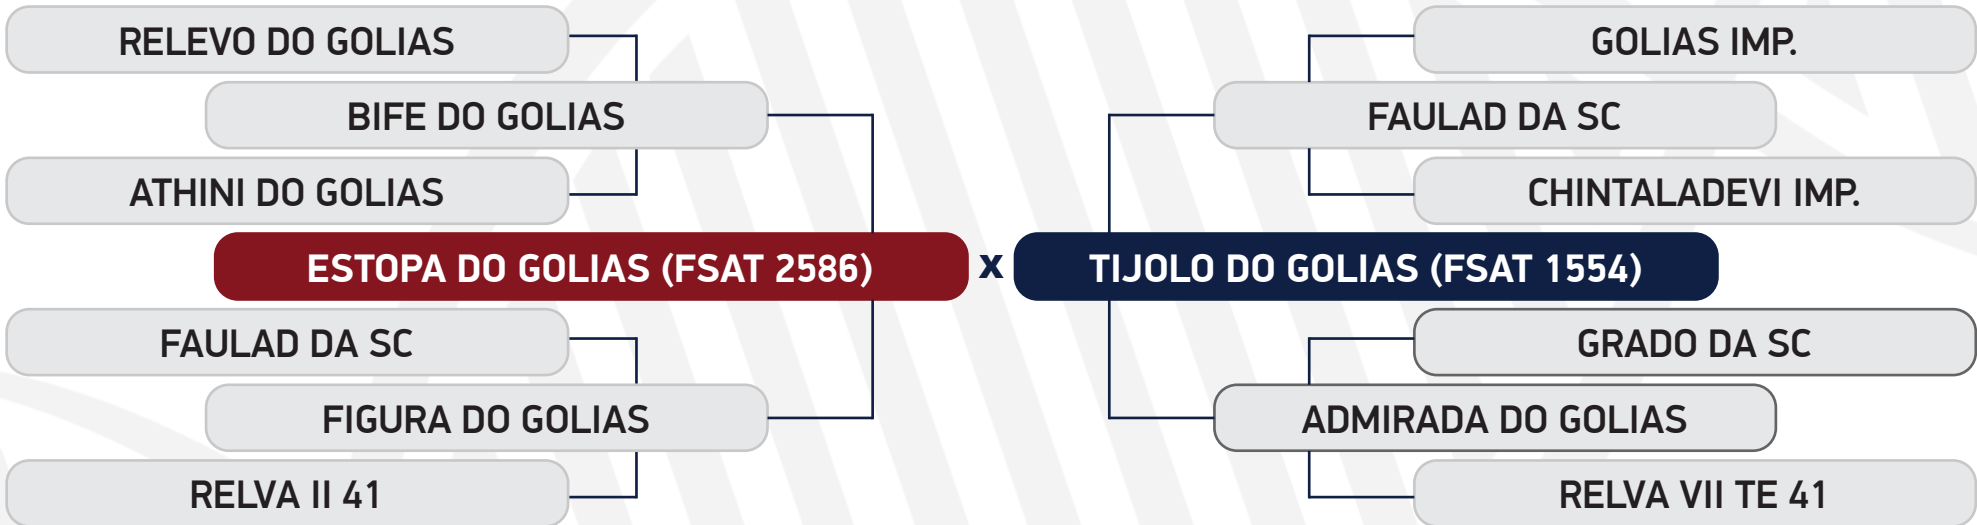 RELEVO DO GOLIAS
GOLIAS IMP.
BIFE DO GOLIAS
FAULAD DA SC
ATHINI DO GOLIAS
CHINTALADEVI IMP.
ESTOPA DO GOLIAS (FSAT 2586) x TIJOLO DO GOLIAS (FSAT 1554)
FAULAD DA SC
GRADO DA SC
FIGURA DO GOLIAS
ADMIRADA DO GOLIAS
RELVA II 41
RELVA VII TE 41